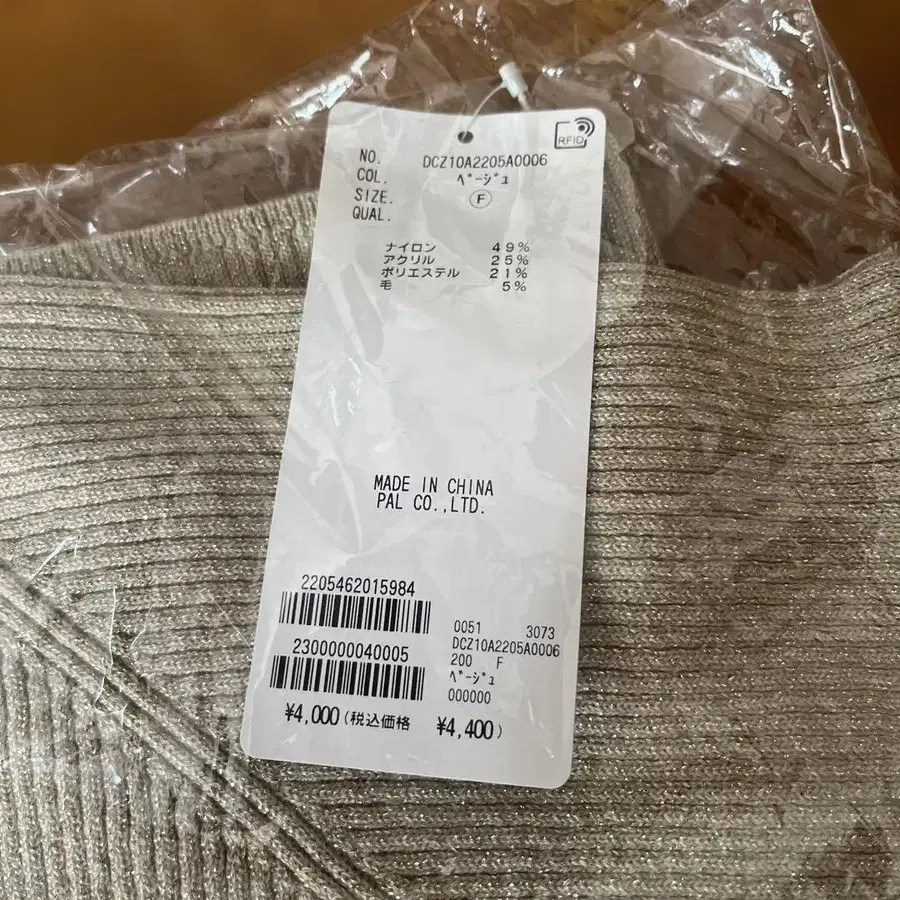 RFID
NO. DCZ10A2205A0006
COL. ﾍﾞｰｼﾞｭ
SIZE. F
QUAL.
ナイロン 49%
アクリル 25%
ポリエステル 21%
毛 5%
MADE IN CHINA
PAL CO.,LTD.
2205462015984
2300000040005
0051 3073
DCZ10A2205A0006
200 F
ﾍﾞｰｼﾞｭ
000000
¥4,000(税込価格 ¥4,400)